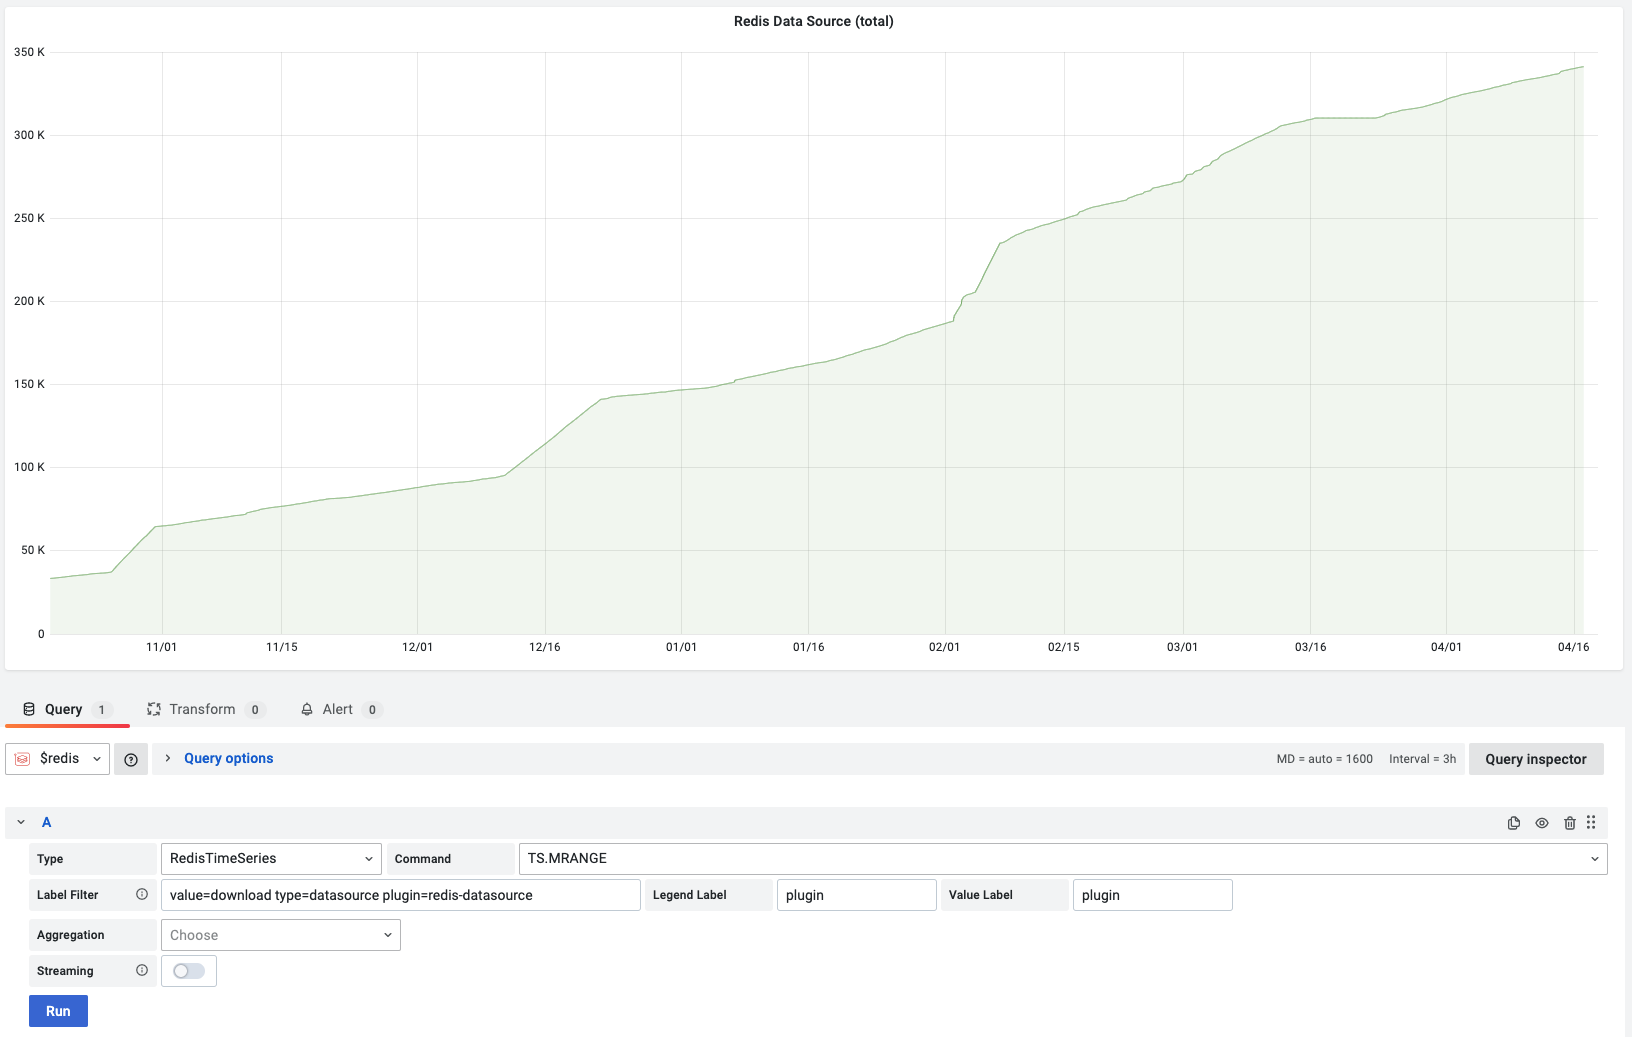 Redis Data Source (total)
350 K
300 K
250 K
200 K
150 K
100 K
50 K
0
11/01 11/15 12/01 12/16 01/01 01/16 02/01 02/15 03/01 03/16 04/01 04/16
Query 1 Transform 0 Alert 0
$redis Query options MD = auto = 1600 Interval = 3h Query inspector
A
Type RedisTimeSeries Command TS.MRANGE
Label Filter value=download type=datasource plugin=redis-datasource Legend Label plugin Value Label plugin
Aggregation Choose
Streaming
Run